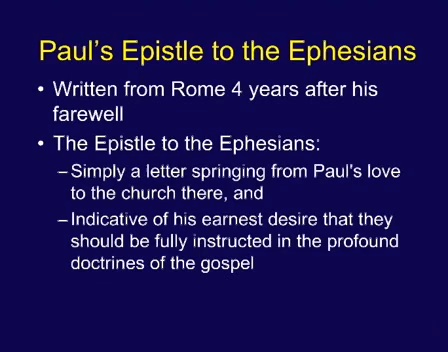 Paul's Epistle to the Ephesians
• Written from Rome 4 years after his
farewell
• The Epistle to the Ephesians:
–Simply a letter springing from Paul's love
to the church there, and
–Indicative of his earnest desire that they
should be fully instructed in the profound
doctrines of the gospel